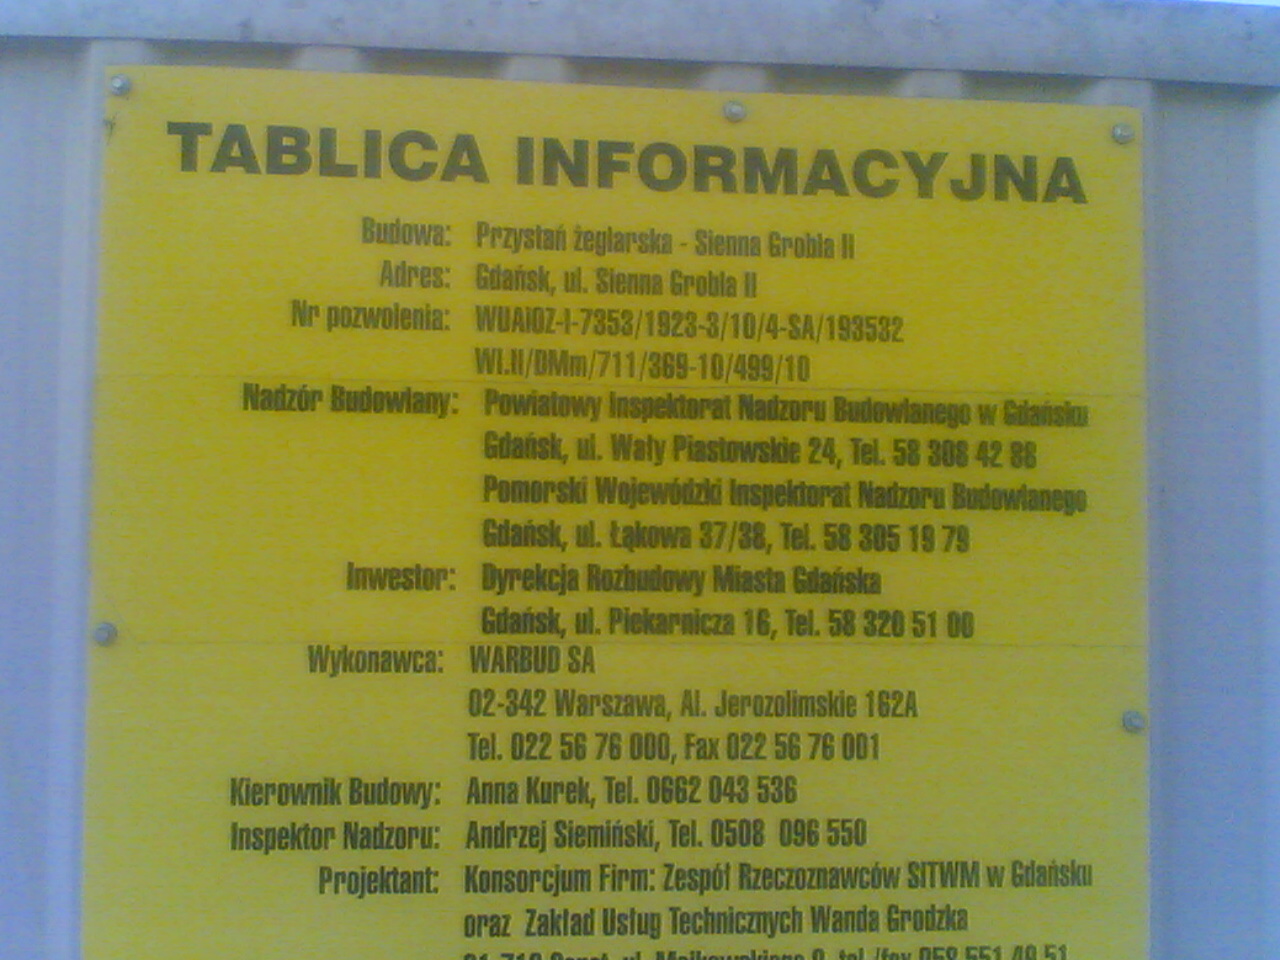 TABLICA INFORMACYJNA
Budowa: Przystań żeglarska - Sienna Grobla II
Adres: Gdańsk, ul. Sienna Grobla II
Nr pozwolenia: WUAIOZ-I-7353/1923-3/10/4-SA/193532
WI.II/DMm/711/369-10/499/10
Nadzór Budowlany: Powiatowy Inspektorat Nadzoru Budowlanego w Gdańsku
Gdańsk, ul. Wały Piastowskie 24, Tel. 58 308 42 86
Pomorski Wojewódzki Inspektorat Nadzoru Budowlanego
Gdańsk, ul. Łąkowa 37/38, Tel. 58 305 19 79
Inwestor: Dyrekcja Rozbudowy Miasta Gdańska
Gdańsk, ul. Piekarnicza 16, Tel. 58 320 51 00
Wykonawca: WARBUD SA
02-342 Warszawa, Al. Jerozolimskie 162A
Tel. 022 56 76 000, Fax 022 56 76 001
Kierownik Budowy: Anna Kurek, Tel. 0662 043 536
Inspektor Nadzoru: Andrzej Siemiński, Tel. 0508 096 550
Projektant: Konsorcjum Firm: Zespół Rzeczoznawców SITWM w Gdańsku
oraz Zakład Usług Technicznych Wanda Grodzka